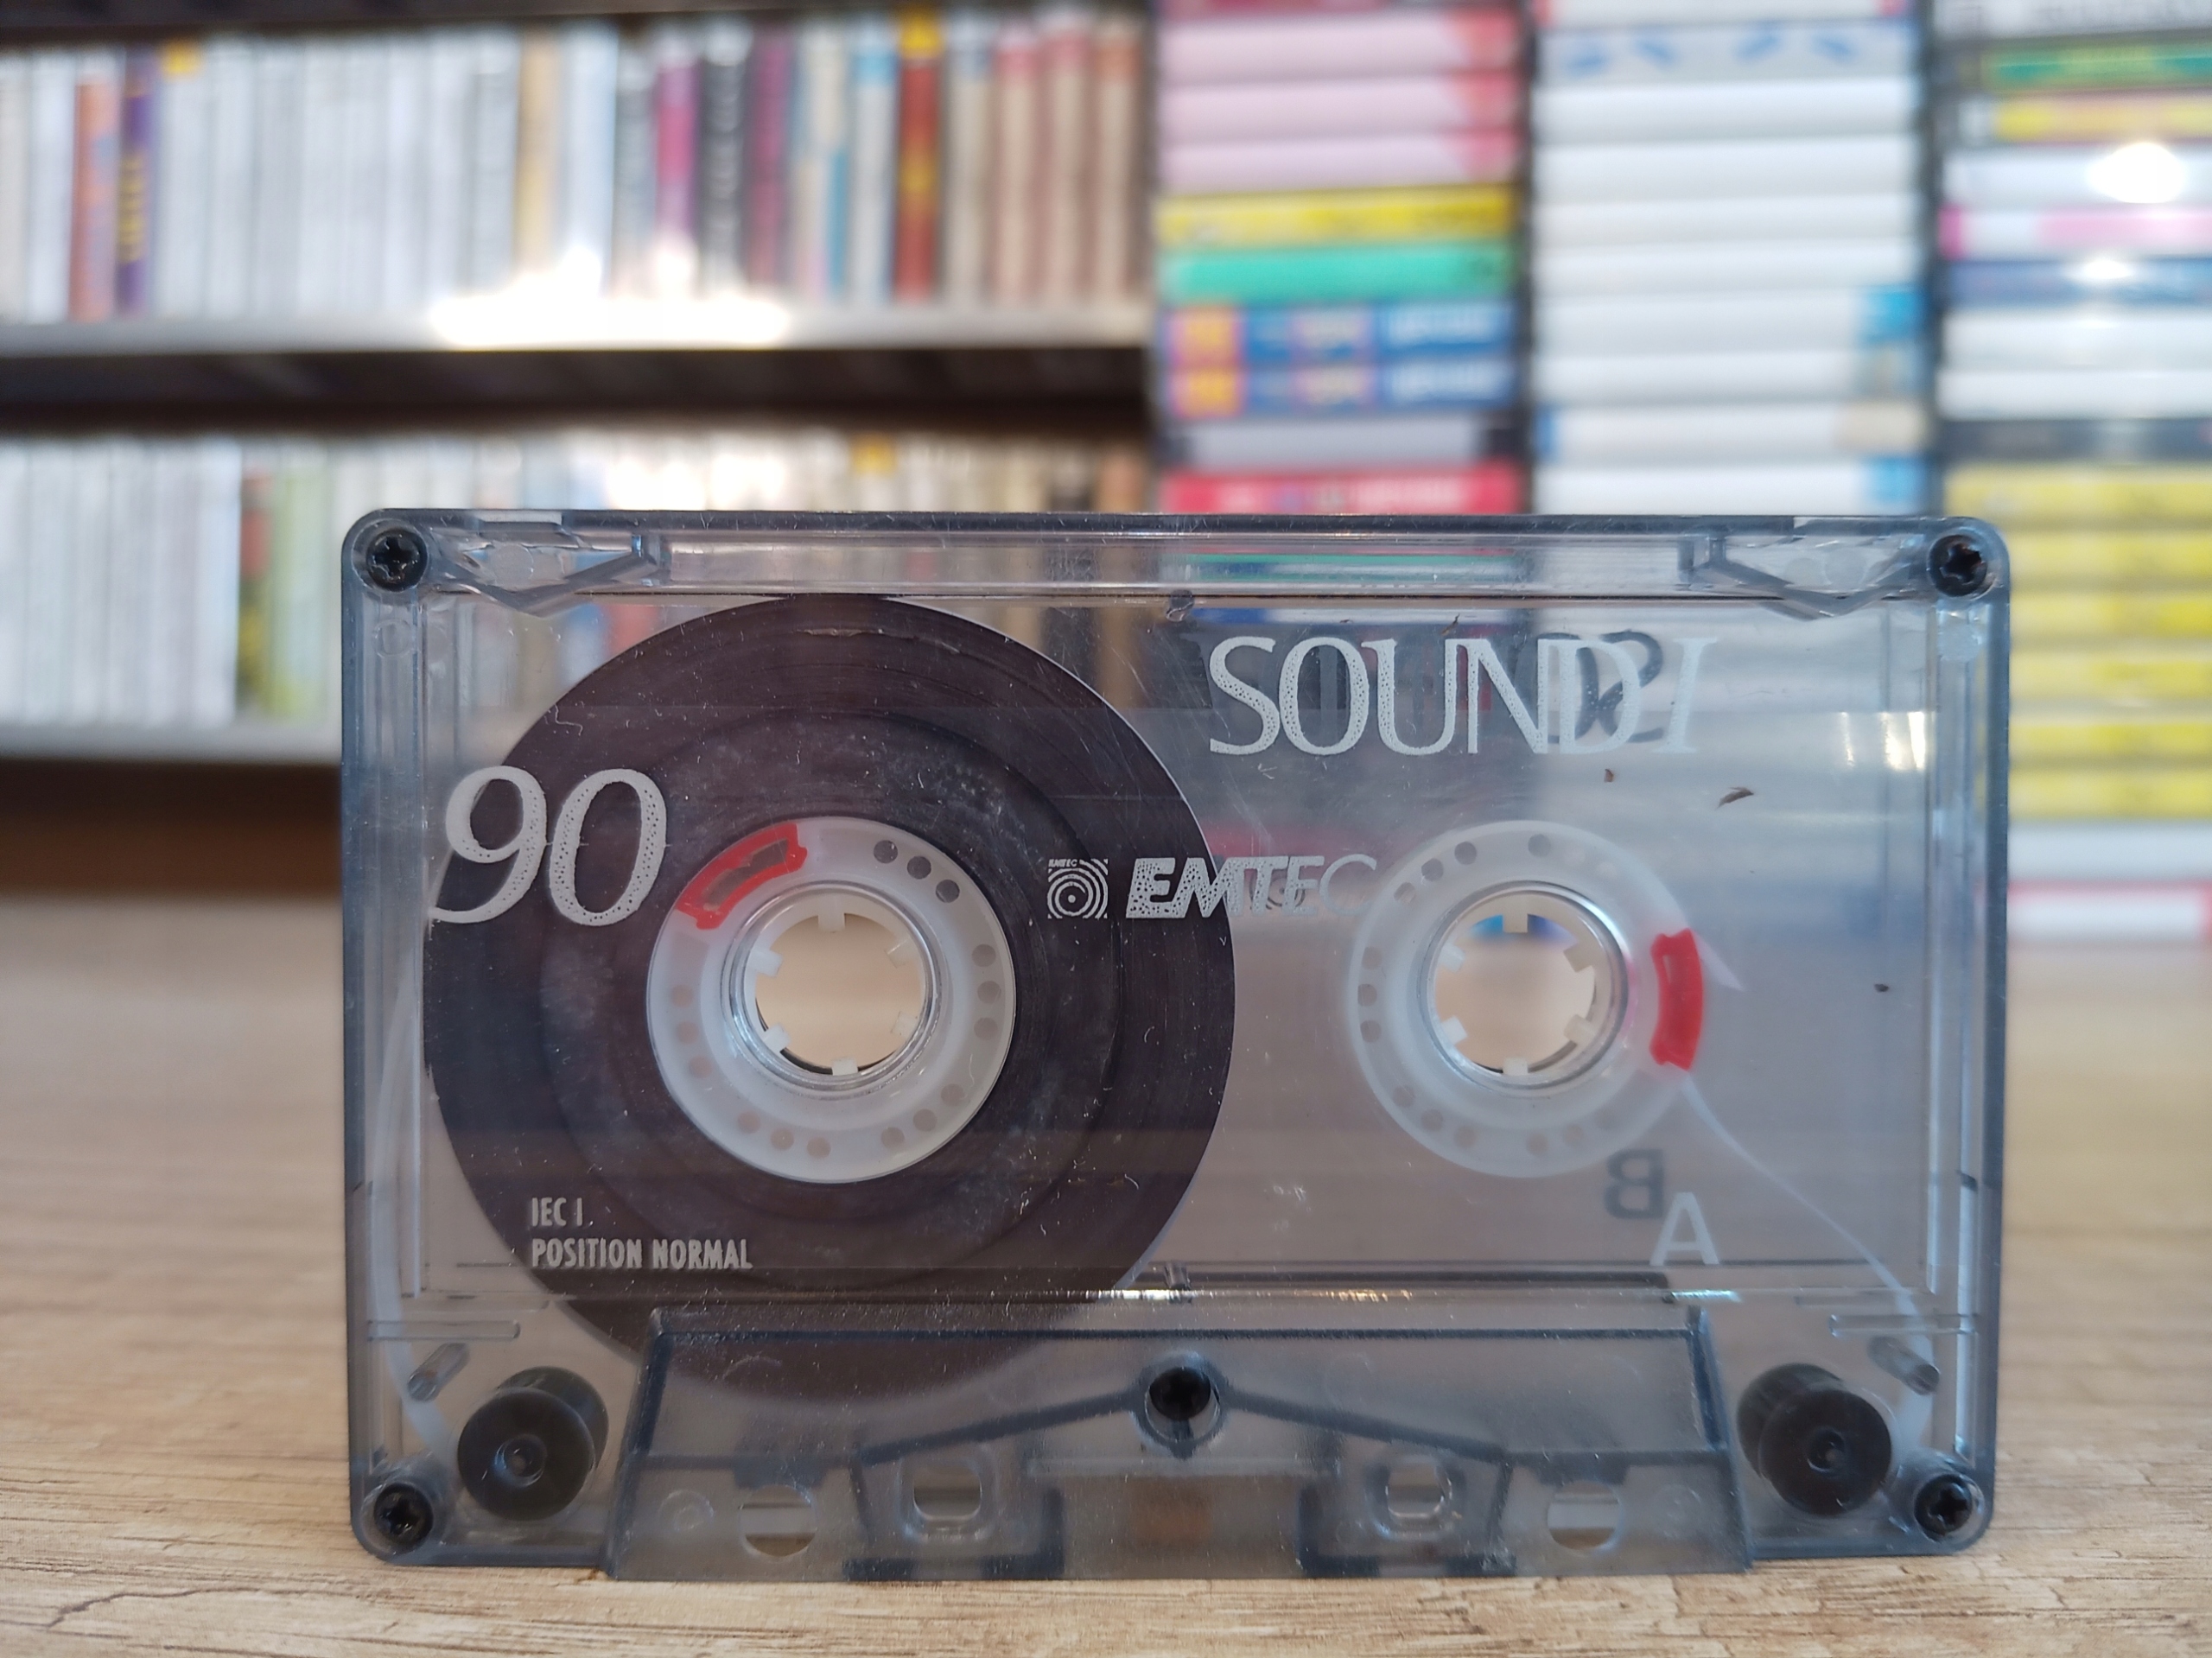 SOUND I
90
EMTEC
EMTEC
IEC I
POSITION NORMAL
B
A